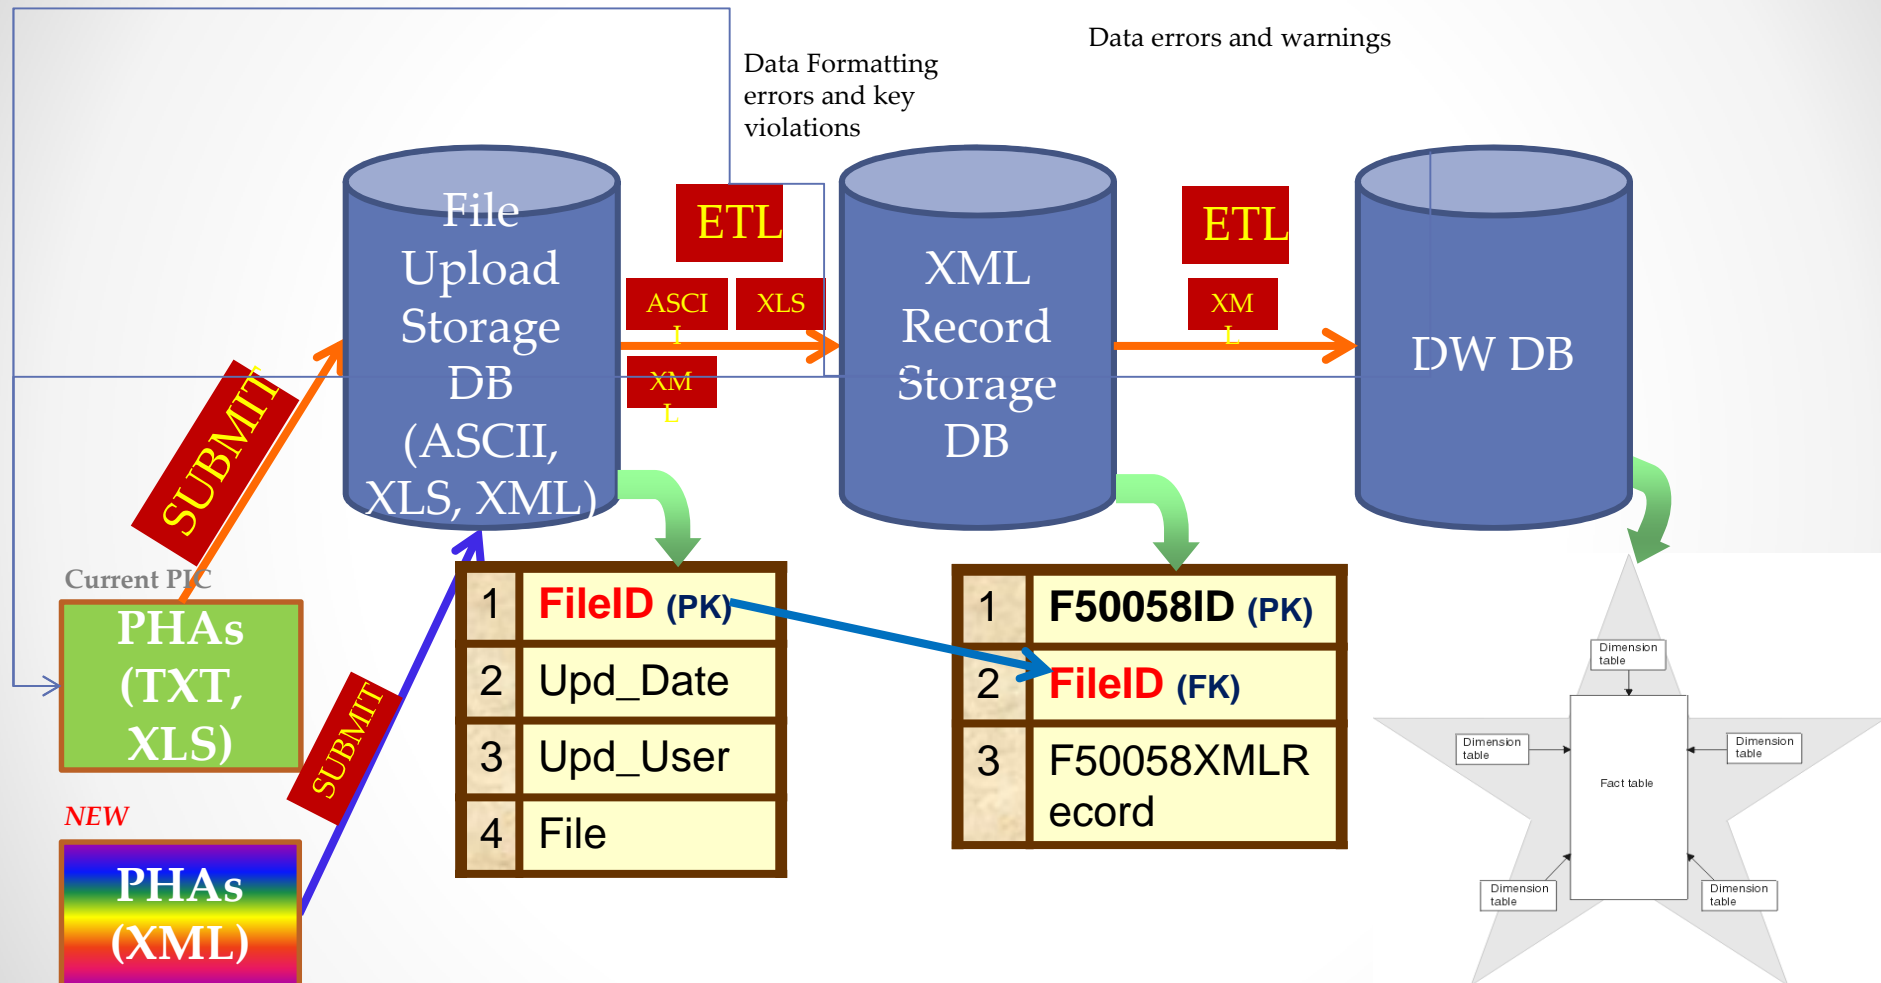 Data errors and warnings
Data Formatting
errors and key
violations
File
Upload
Storage
DB
(ASCII,
XLS, XML)
ETL
ASCI
I
XLS
XM
L
XML
Record
Storage
DB
ETL
XM
L
DW DB
SUBMIT
Current PIC
PHAs
(TXT,
XLS)
SUBMIT
NEW
PHAs
(XML)
1 FileID (PK)
2 Upd_Date
3 Upd_User
4 File
1 F50058ID (PK)
2 FileID (FK)
3 F50058XMLR
ecord
Dimension
table
Dimension
table
Dimension
table
Fact table
Dimension
table
Dimension
table